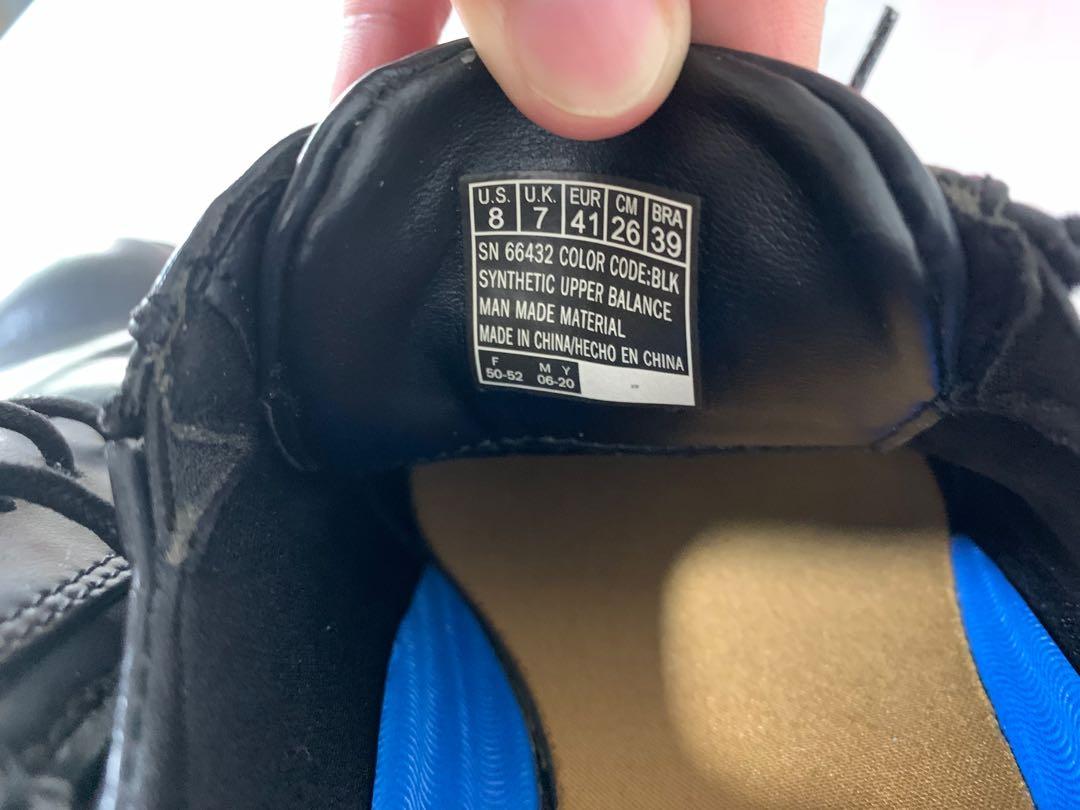 U.S. U.K. EUR CM BRA
8 7 41 26 39
SN 66432 COLOR CODE:BLK
SYNTHETIC UPPER BALANCE
MAN MADE MATERIAL
MADE IN CHINA/HECHO EN CHINA
F M Y
50-52 06-20